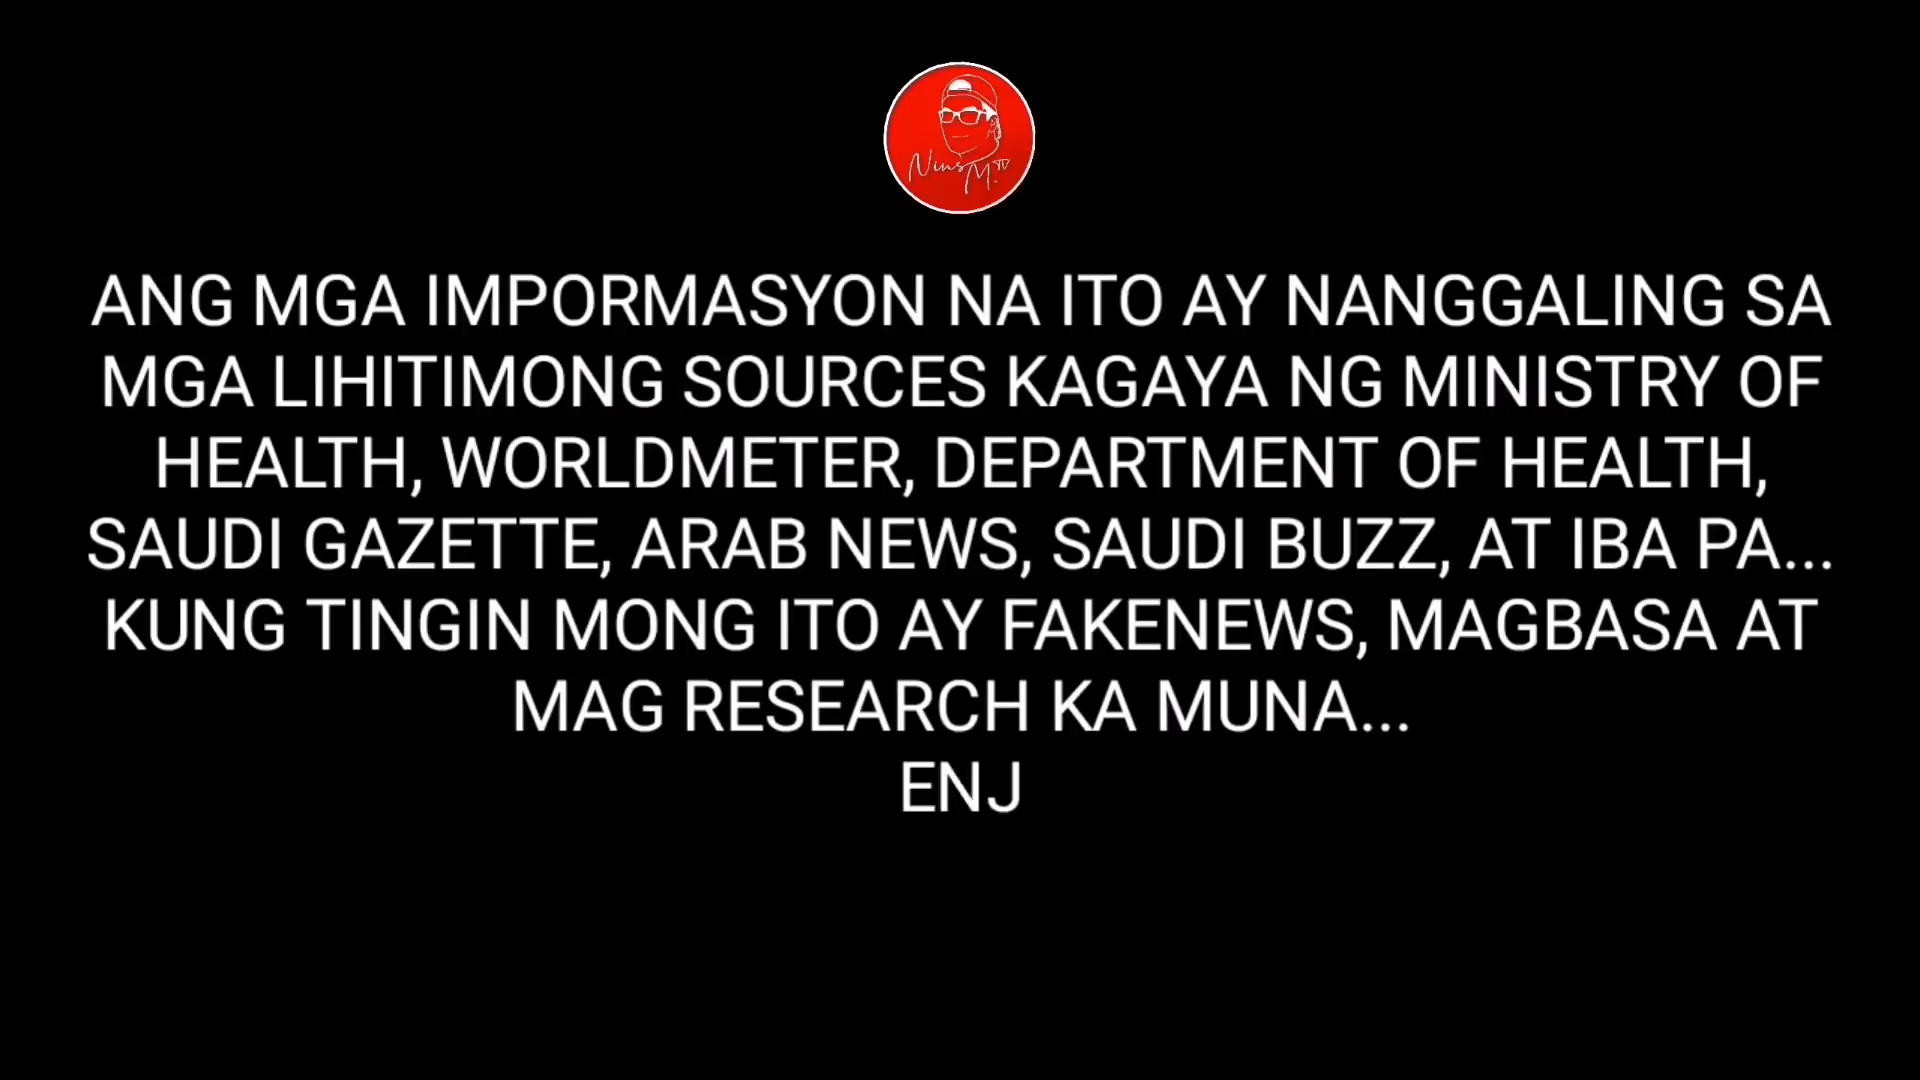 Nins
M.TV
ANG MGA IMPORMASYON NA ITO AY NANGGALING SA
MGA LIHITIMONG SOURCES KAGAYA NG MINISTRY OF
HEALTH, WORLDMETER, DEPARTMENT OF HEALTH,
SAUDI GAZETTE, ARAB NEWS, SAUDI BUZZ, AT IBA PA...
KUNG TINGIN MONG ITO AY FAKENEWS, MAGBASA AT
MAG RESEARCH KA MUNA...
ENJ